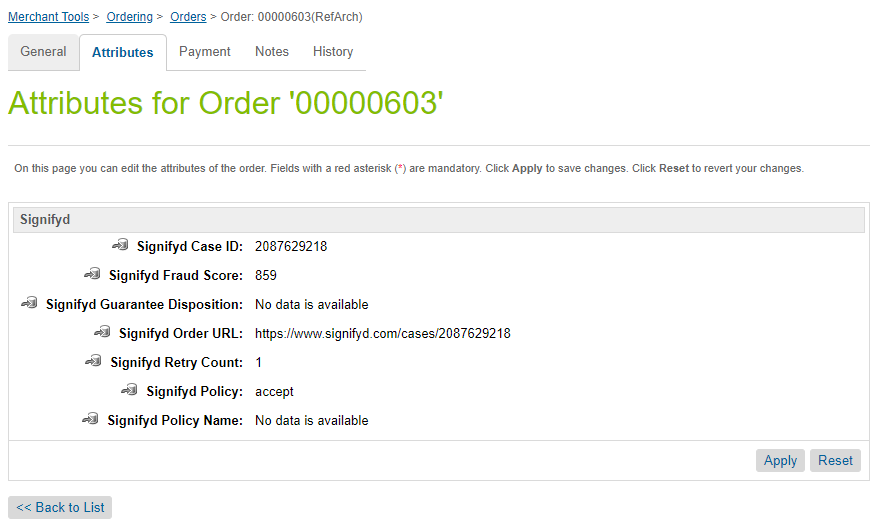 Merchant Tools > Ordering > Orders > Order: 00000603(RefArch)
General Attributes Payment Notes History
Attributes for Order '00000603'
On this page you can edit the attributes of the order. Fields with a red asterisk (*) are mandatory. Click Apply to save changes. Click Reset to revert your changes.
Signifyd
Signifyd Case ID: 2087629218
Signifyd Fraud Score: 859
Signifyd Guarantee Disposition: No data is available
Signifyd Order URL: https://www.signifyd.com/cases/2087629218
Signifyd Retry Count: 1
Signifyd Policy: accept
Signifyd Policy Name: No data is available
Apply Reset
<< Back to List